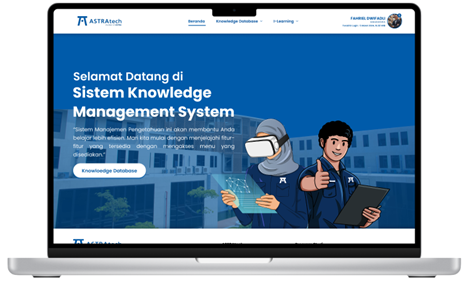 ASTRAtech
Beranda
Knowledge Database
E-Learning
FAHREL DWIFADLI
Selamat Datang di
Sistem Knowledge
Management System
"Sistem Manajemen Pengetahuan ini akan membantu Anda
belajar lebih efisien. Mari kita mulai dengan menjelajahi fitur-
fitur yang tersedia dengan mengakses menu yang
disediakan."
Knowledge Database
ASTRAtech